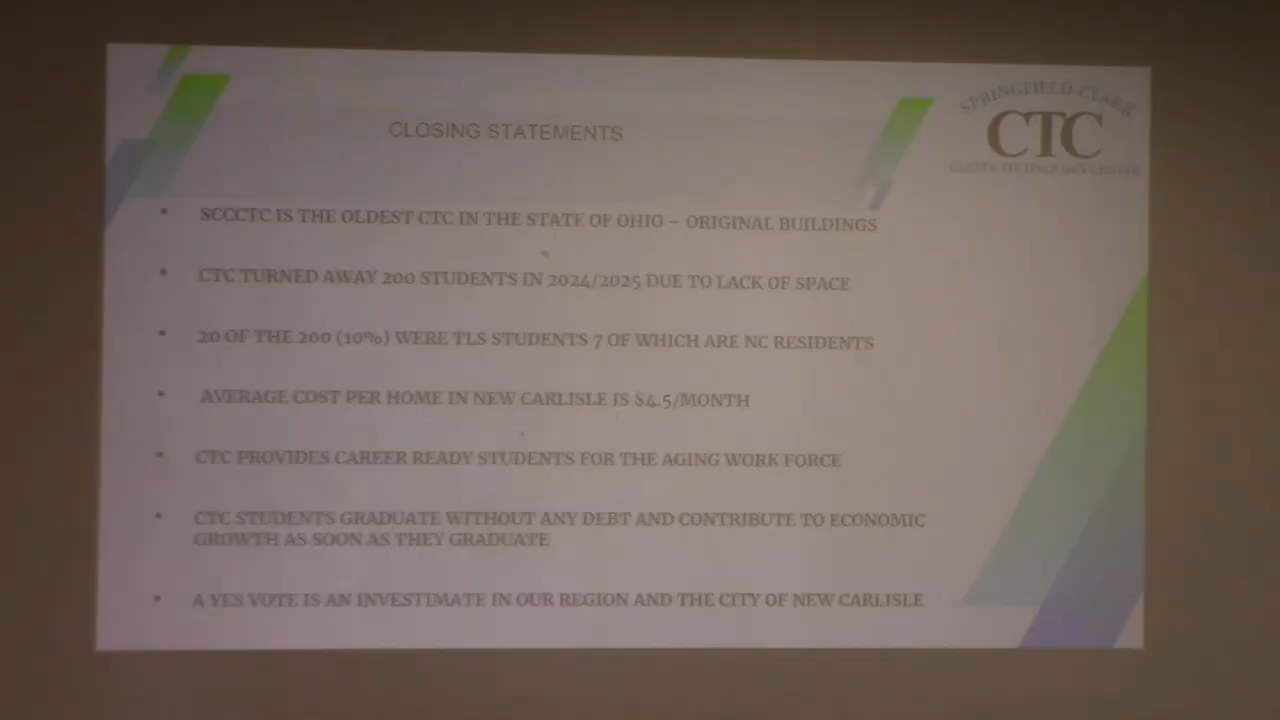 SPRINGFIELD-CLARK
CTC
CAREER TECHNOLOGY CENTER
CLOSING STATEMENTS
• SCCCTC IS THE OLDEST CTC IN THE STATE OF OHIO – ORIGINAL BUILDINGS
• CTC TURNED AWAY 200 STUDENTS IN 2024/2025 DUE TO LACK OF SPACE
• 20 OF THE 200 (10%) WERE TLS STUDENTS 7 OF WHICH ARE NC RESIDENTS
• AVERAGE COST PER HOME IN NEW CARLISLE IS $4.5/MONTH
• CTC PROVIDES CAREER READY STUDENTS FOR THE AGING WORK FORCE
• CTC STUDENTS GRADUATE WITHOUT ANY DEBT AND CONTRIBUTE TO ECONOMIC
GROWTH AS SOON AS THEY GRADUATE
• A YES VOTE IS AN INVESTIMATE IN OUR REGION AND THE CITY OF NEW CARLISLE